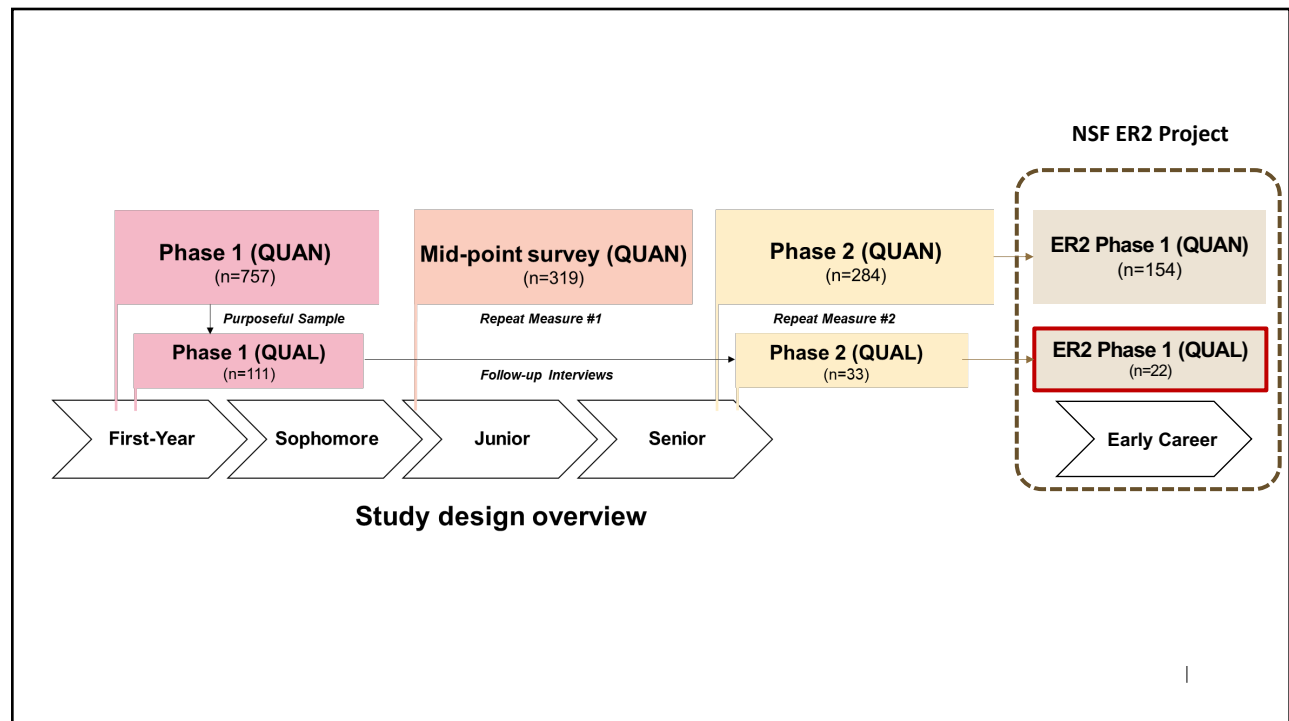 NSF ER2 Project
Phase 1 (QUAN)
(n=757)
Mid-point survey (QUAN)
(n=319)
Phase 2 (QUAN)
(n=284)
ER2 Phase 1 (QUAN)
(n=154)
Purposeful Sample
Repeat Measure #1
Repeat Measure #2
Phase 1 (QUAL)
(n=111)
Follow-up Interviews
Phase 2 (QUAL)
(n=33)
ER2 Phase 1 (QUAL)
(n=22)
First-Year
Sophomore
Junior
Senior
Early Career
Study design overview
|